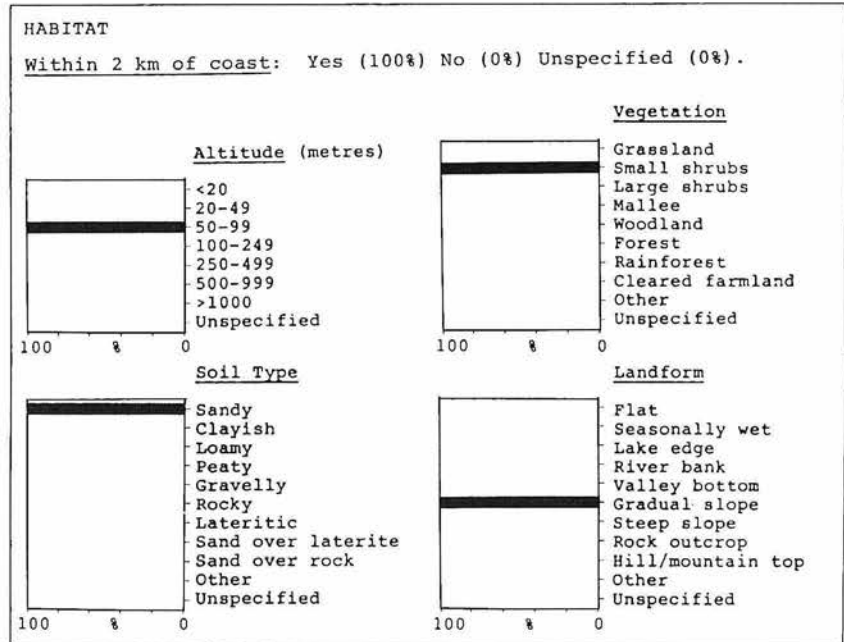 HABITAT
Within 2 km of coast: Yes (100%) No (0%) Unspecified (0%).
Altitude (metres)
<20
20-49
50-99
100-249
250-499
500-999
>1000
Unspecified
100 % 0
Vegetation
Grassland
Small shrubs
Large shrubs
Mallee
Woodland
Forest
Rainforest
Cleared farmland
Other
Unspecified
100 % 0
Soil Type
Sandy
Clayish
Loamy
Peaty
Gravelly
Rocky
Lateritic
Sand over laterite
Sand over rock
Other
Unspecified
100 % 0
Landform
Flat
Seasonally wet
Lake edge
River bank
Valley bottom
Gradual slope
Steep slope
Rock outcrop
Hill/mountain top
Other
Unspecified
100 % 0